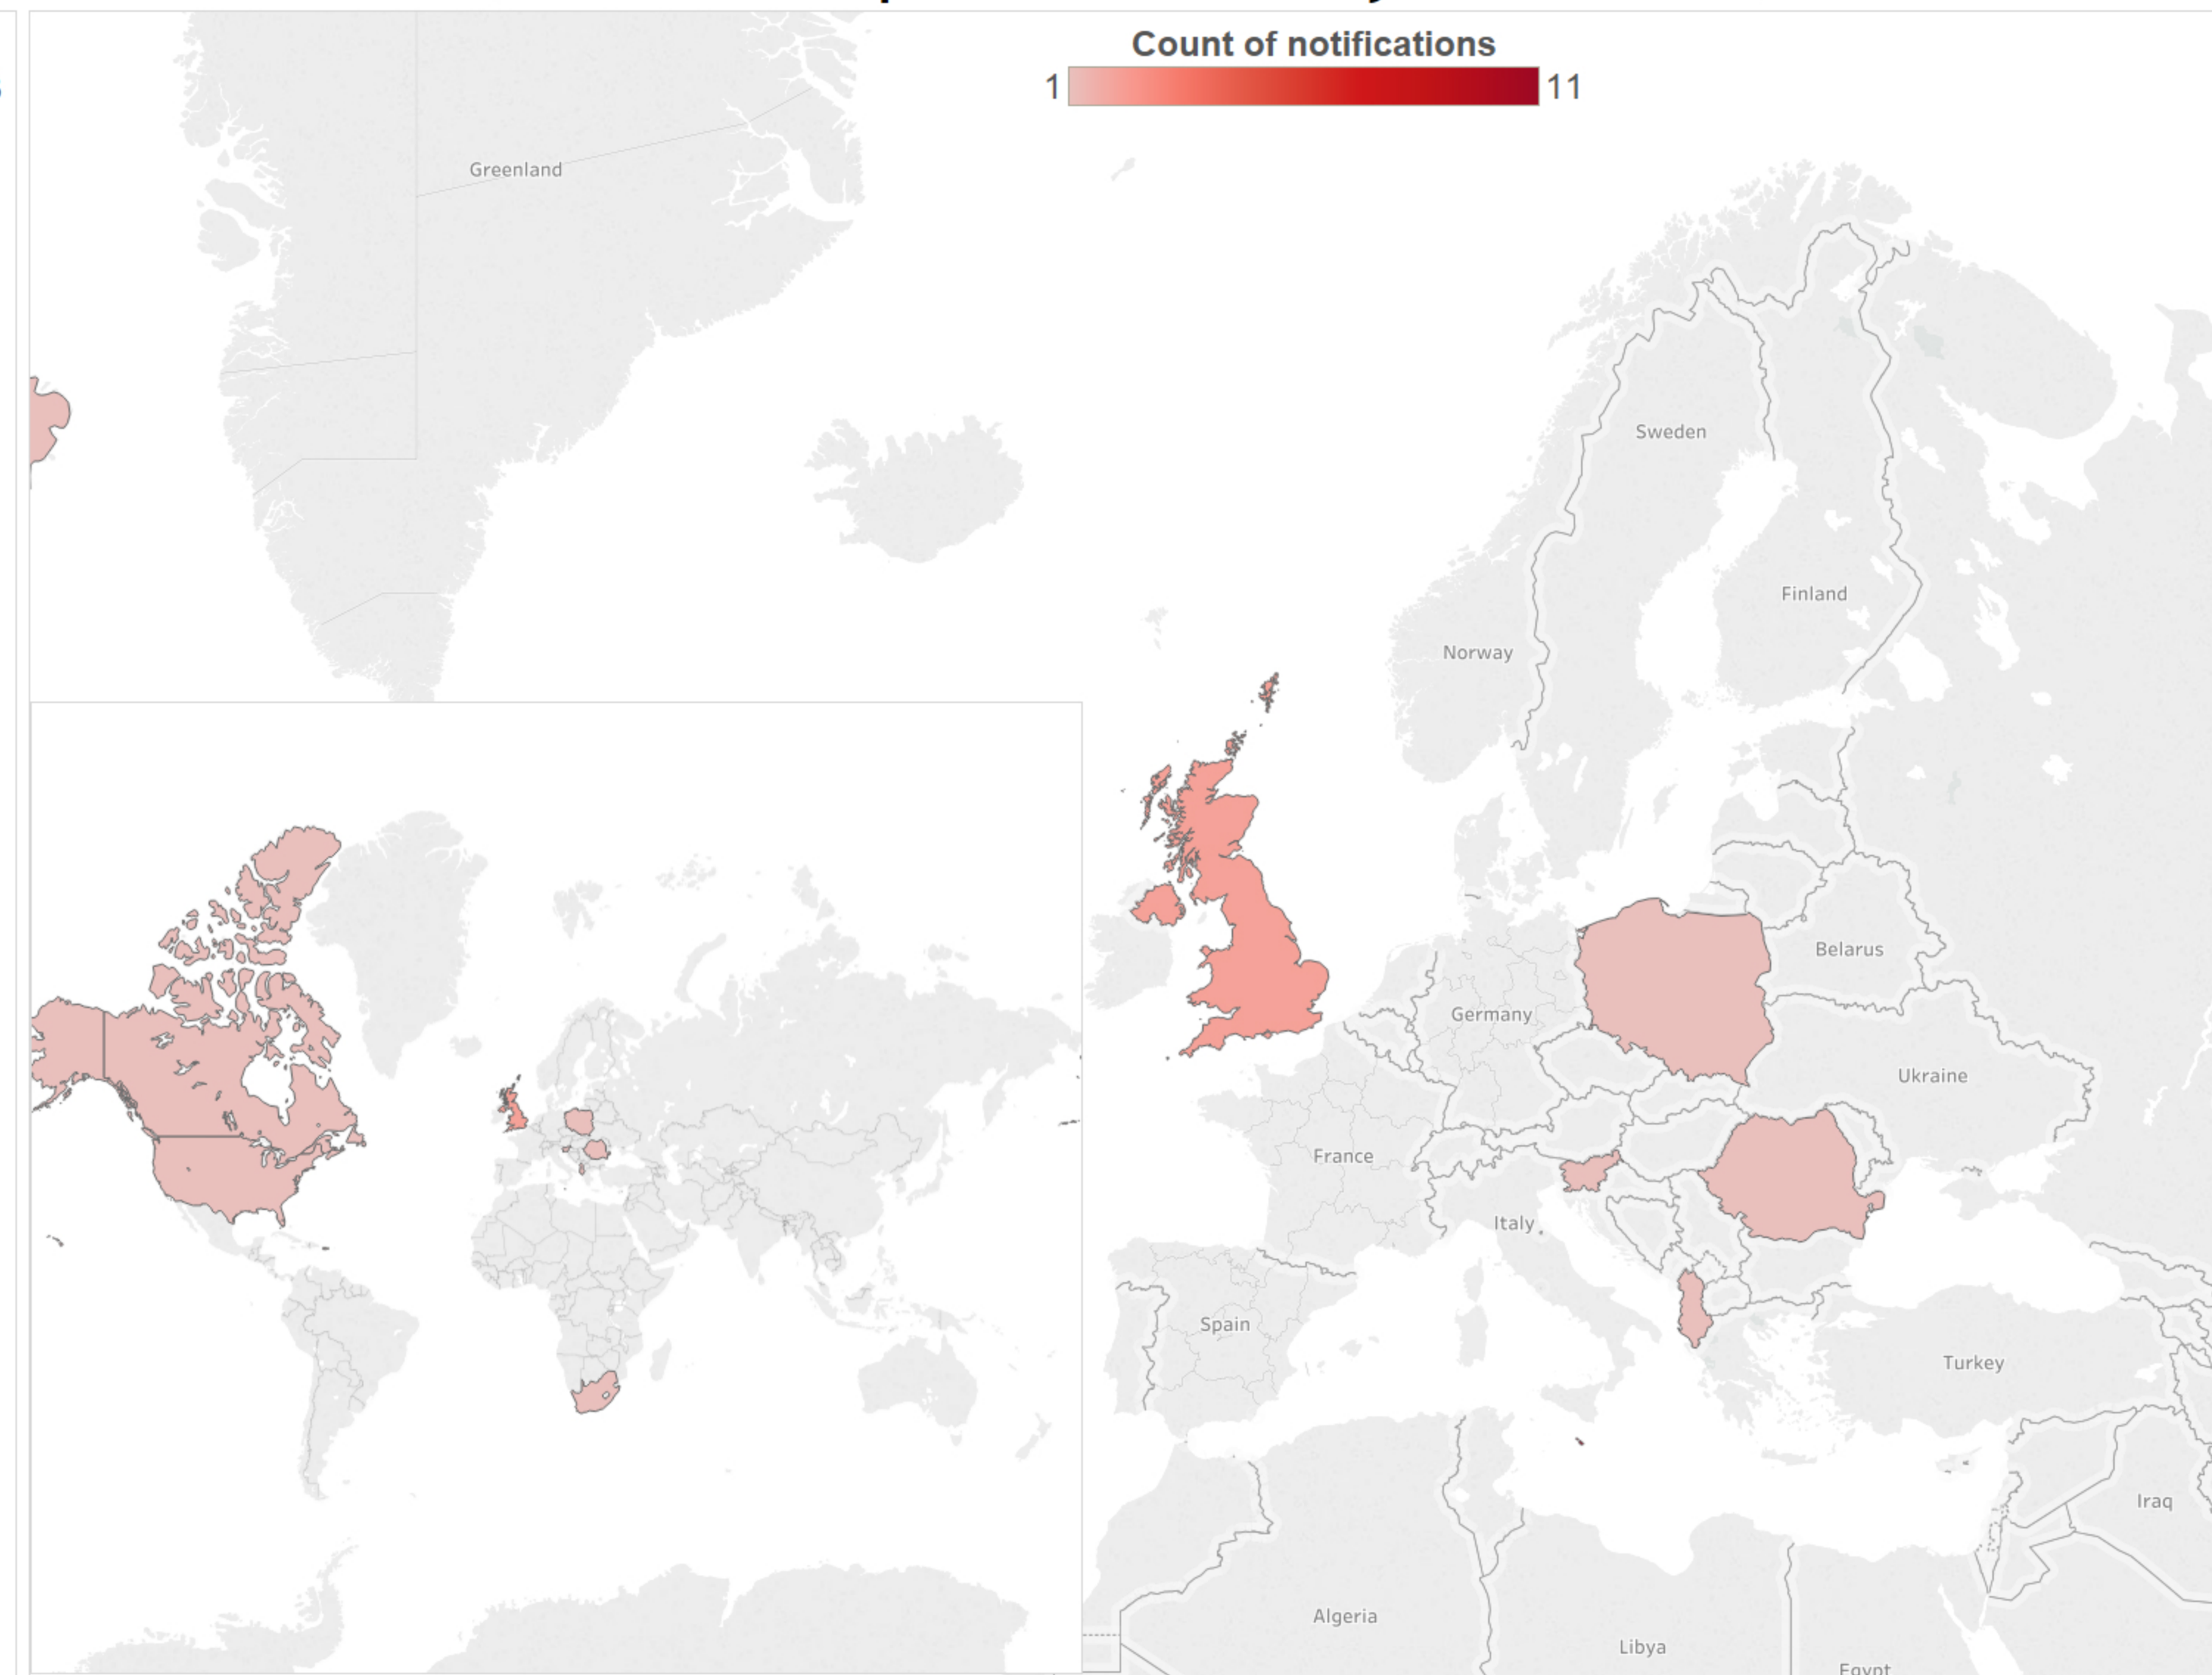 Count of notifications
1 11
Greenland
Sweden
Finland
Norway
Belarus
Germany
Ukraine
France
Italy
Spain
Turkey
Iraq
Algeria
Libya
Egypt